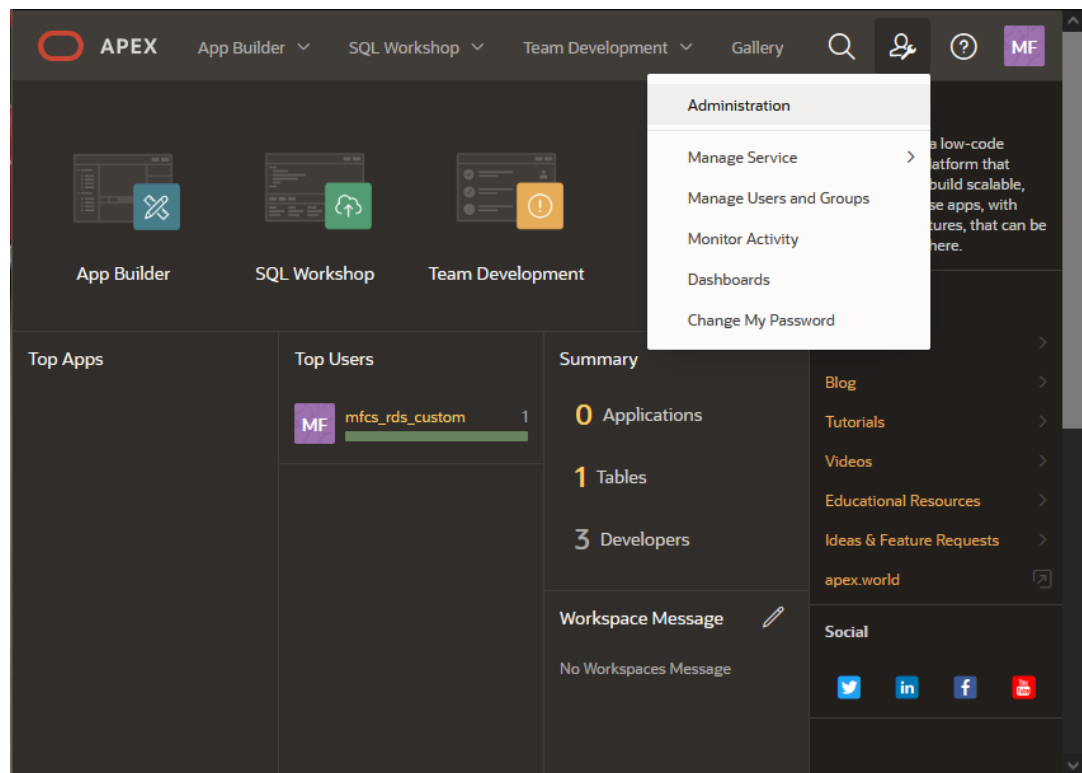 APEX App Builder SQL Workshop Team Development Gallery MF
Administration
Manage Service
Manage Users and Groups
Monitor Activity
Dashboards
Change My Password
a low-code
that
build scalable,
apps, with
that can be
here.
App Builder
SQL Workshop
Team Development
Top Apps
Top Users
MF mfcs_rds_custom 1
Summary
0 Applications
1 Tables
3 Developers
Workspace Message
No Workspaces Message
Blog
Tutorials
Videos
Educational Resources
Ideas & Feature Requests
apex.world
Social